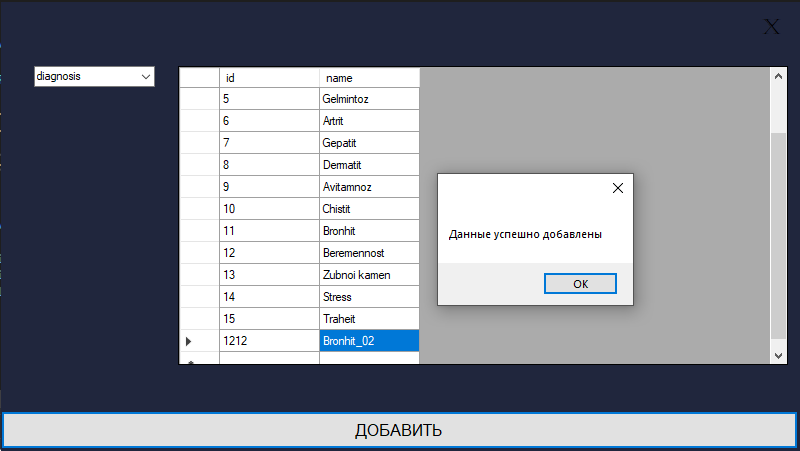 X
diagnosis
id name
5 Gelmintoz
6 Artrit
7 Gepatit
8 Dermatit
9 Avitamnoz
10 Chistit
11 Bronhit
12 Beremennost
13 Zubnoi kamen
14 Stress
15 Traheit
1212 Bronhit_02
Данные успешно добавлены
OK
ДОБАВИТЬ